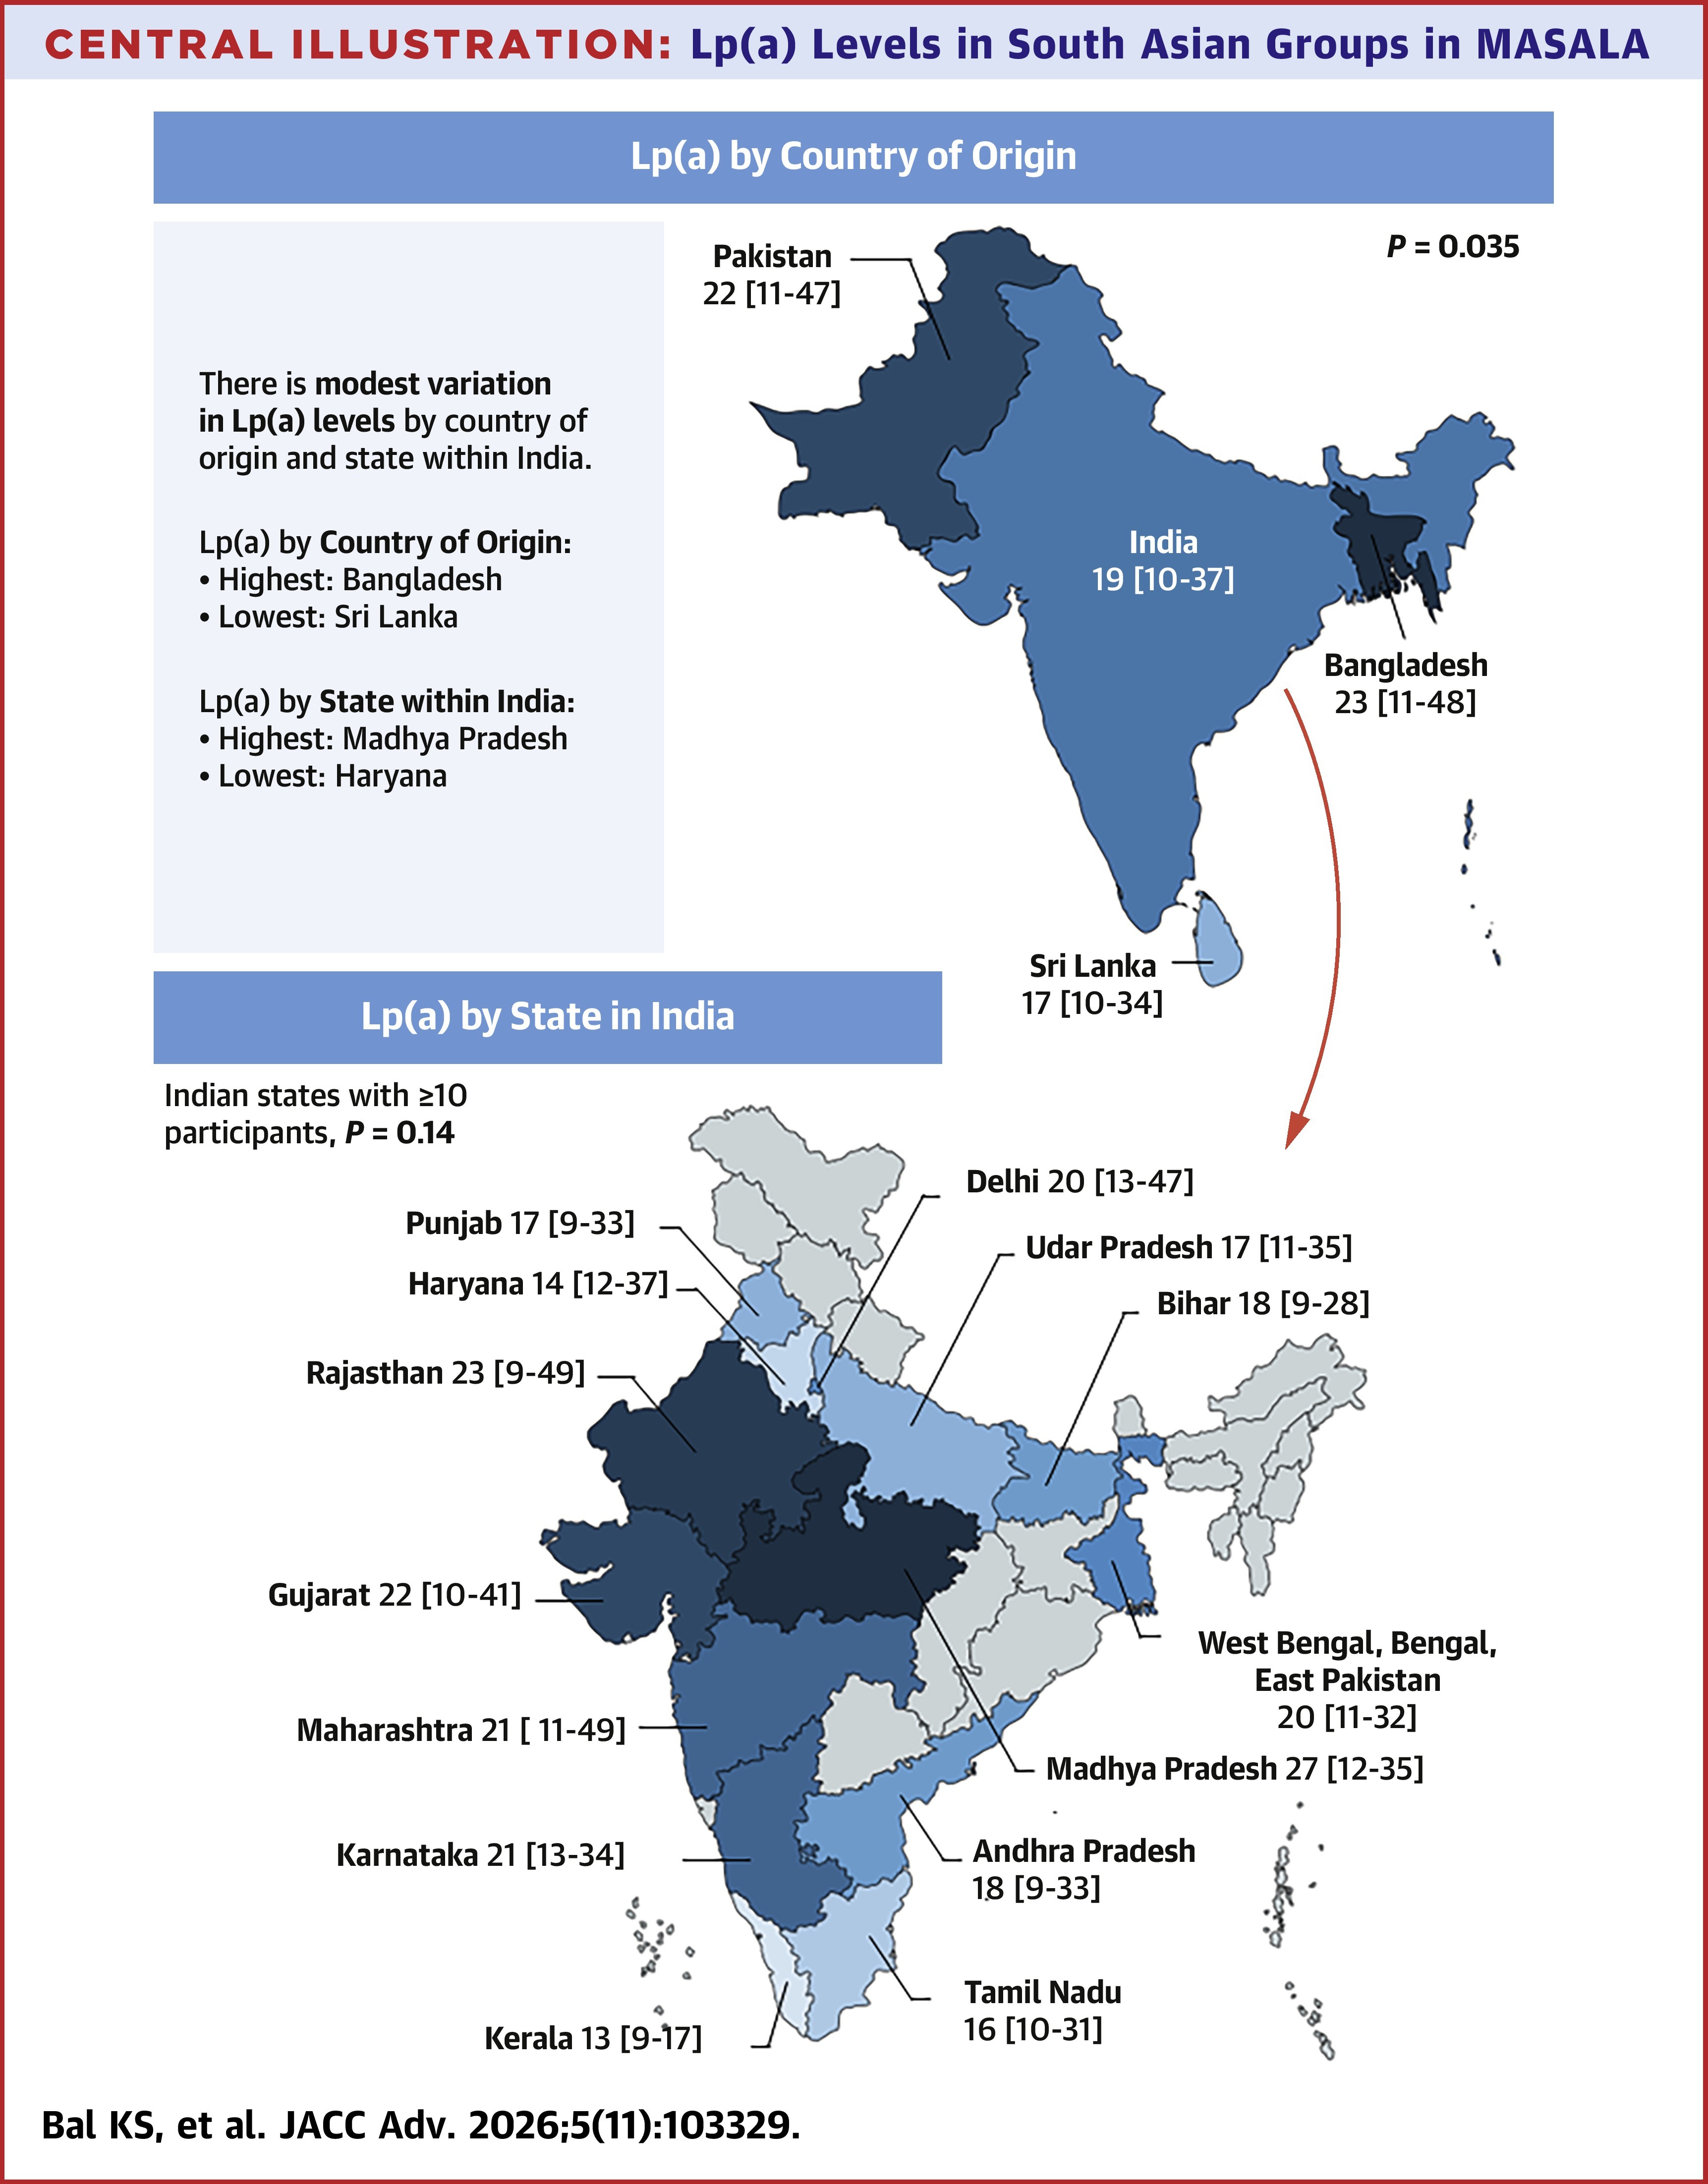 CENTRAL ILLUSTRATION: Lp(a) Levels in South Asian Groups in MASALA
Lp(a) by Country of Origin
There is modest variation
in Lp(a) levels by country of
origin and state within India.
Lp(a) by Country of Origin:
• Highest: Bangladesh
• Lowest: Sri Lanka
Lp(a) by State within India:
• Highest: Madhya Pradesh
• Lowest: Haryana
P = 0.035
Pakistan
22 [11-47]
India
19 [10-37]
Bangladesh
23 [11-48]
Sri Lanka
17 [10-34]
Lp(a) by State in India
Indian states with ≥10
participants, P = 0.14
Delhi 20 [13-47]
Punjab 17 [9-33]
Udar Pradesh 17 [11-35]
Haryana 14 [12-37]
Bihar 18 [9-28]
Rajasthan 23 [9-49]
Gujarat 22 [10-41]
West Bengal, Bengal,
East Pakistan
20 [11-32]
Maharashtra 21 [ 11-49]
Madhya Pradesh 27 [12-35]
Karnataka 21 [13-34]
Andhra Pradesh
18 [9-33]
Tamil Nadu
16 [10-31]
Kerala 13 [9-17]
Bal KS, et al. JACC Adv. 2026;5(11):103329.